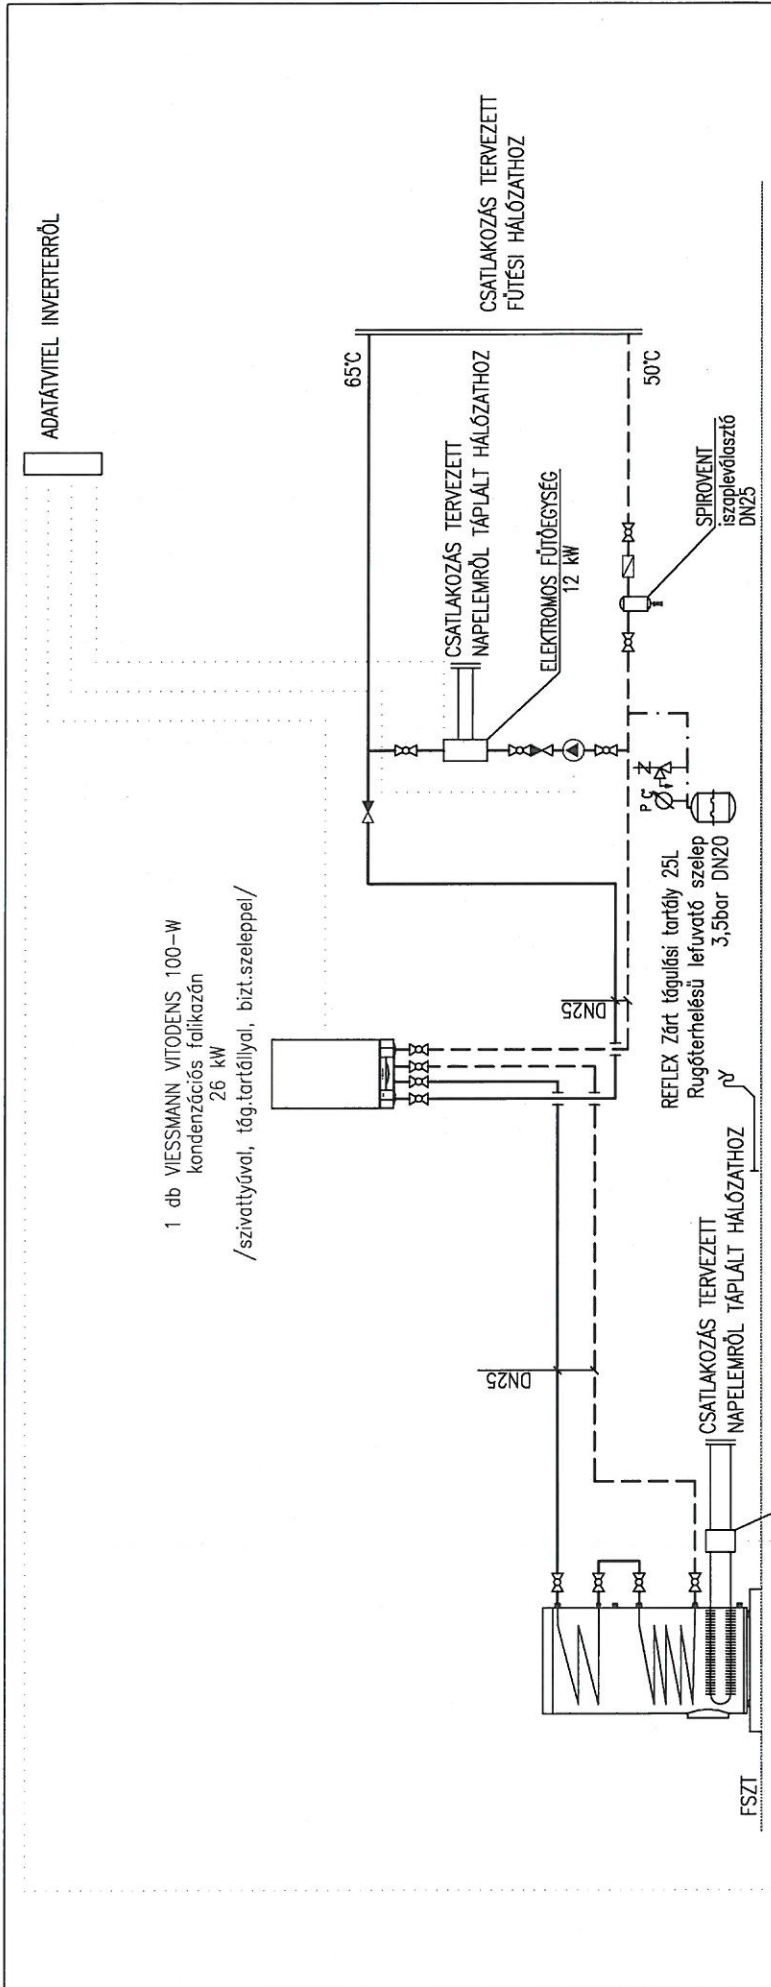 ADATÁTVITEL INVERTERRŐL
1 db VIESSMANN VITODENS 100-W
kondenzációs falikazán
26 kW
/szivattyúval, tág.tartállyal, bizt.szeleppel/
65°C
CSATLAKOZÁS TERVEZETT
FŰTÉSI HÁLÓZATHOZ
CSATLAKOZÁS TERVEZETT
NAPELEMRŐL TÁPLÁLT HÁLÓZATHOZ
ELEKTROMOS FŰTŐEGYSÉG
12 kW
50°C
SPIROVENT
iszapleválasztó
DN25
DN25
P
REFLEX Zárt tágulási tartály 25L
Rugóterhelésű lefuvató szelep
3,5bar DN20
DN25
CSATLAKOZÁS TERVEZETT
NAPELEMRŐL TÁPLÁLT HÁLÓZATHOZ
FSZT